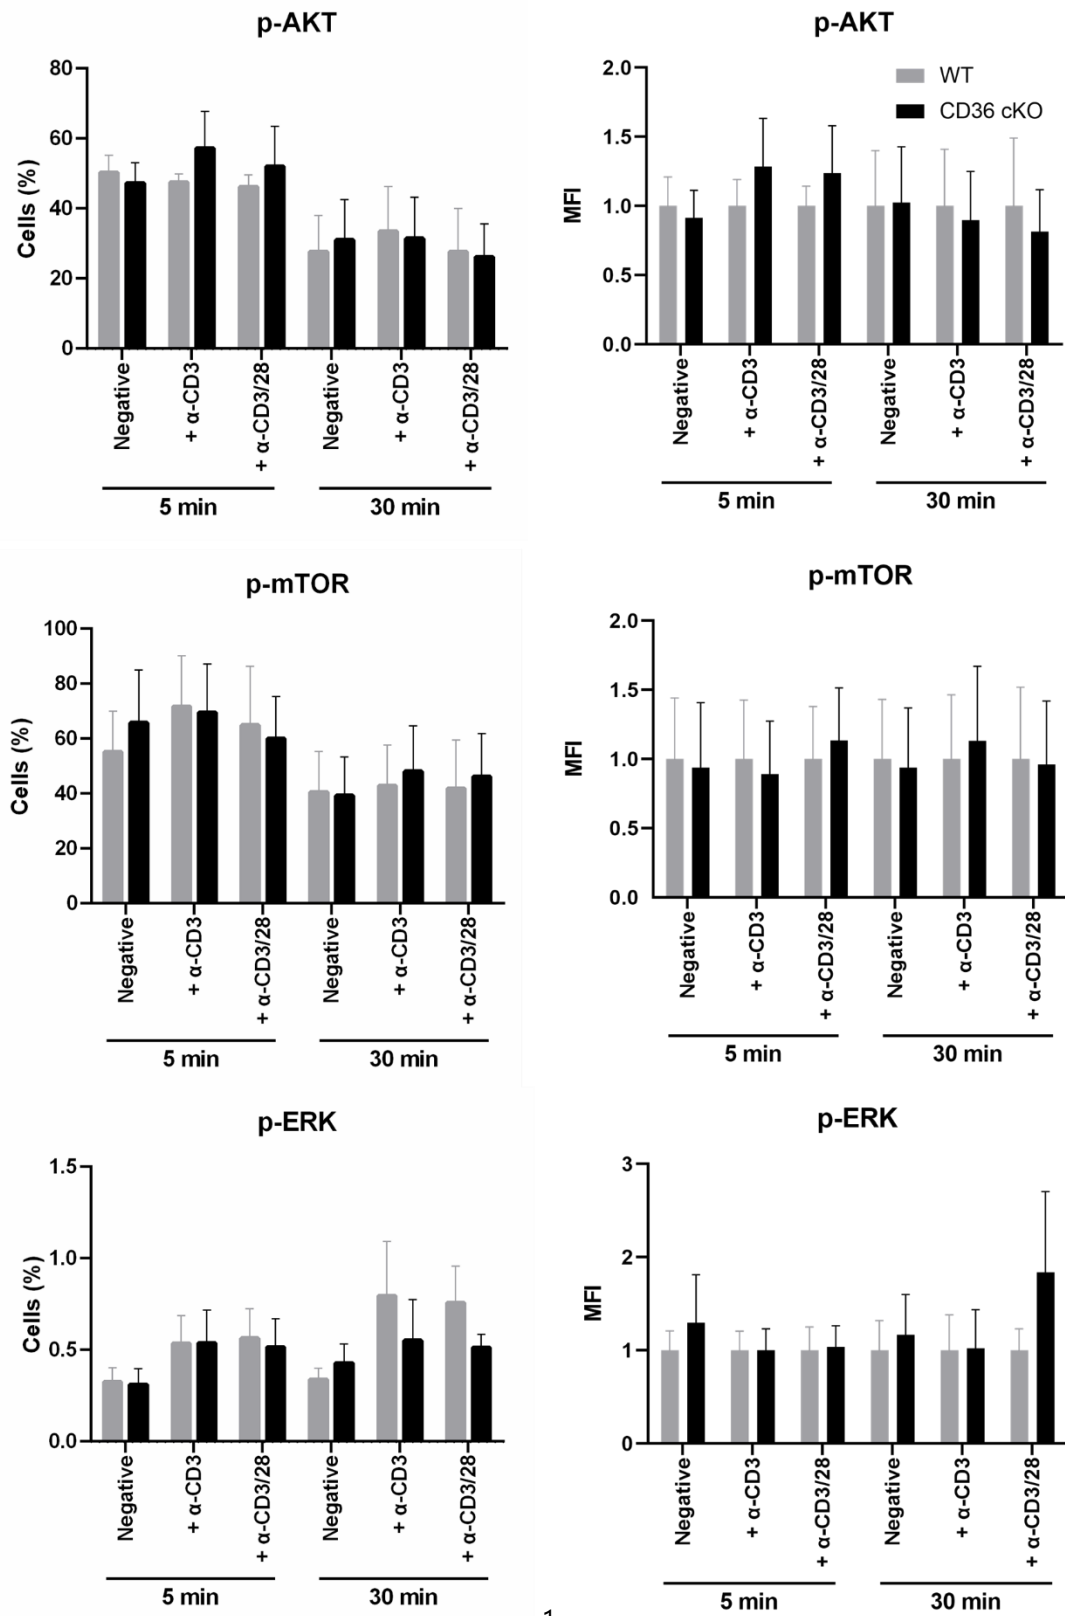 p-AKT
Cells (%)
80
60
40
20
0
Negative
+ α-CD3
+ α-CD3/28
Negative
+ α-CD3
+ α-CD3/28
5 min
30 min
p-AKT
WT
CD36 cKO
MFI
2.0
1.5
1.0
0.5
0.0
Negative
+ α-CD3
+ α-CD3/28
Negative
+ α-CD3
+ α-CD3/28
5 min
30 min
p-mTOR
Cells (%)
100
80
60
40
20
0
Negative
+ α-CD3
+ α-CD3/28
Negative
+ α-CD3
+ α-CD3/28
5 min
30 min
p-mTOR
MFI
2.0
1.5
1.0
0.5
0.0
Negative
+ α-CD3
+ α-CD3/28
Negative
+ α-CD3
+ α-CD3/28
5 min
30 min
p-ERK
Cells (%)
1.5
1.0
0.5
0.0
Negative
+ α-CD3
+ α-CD3/28
Negative
+ α-CD3
+ α-CD3/28
5 min
30 min
p-ERK
MFI
3
2
1
0
Negative
+ α-CD3
+ α-CD3/28
Negative
+ α-CD3
+ α-CD3/28
5 min
30 min